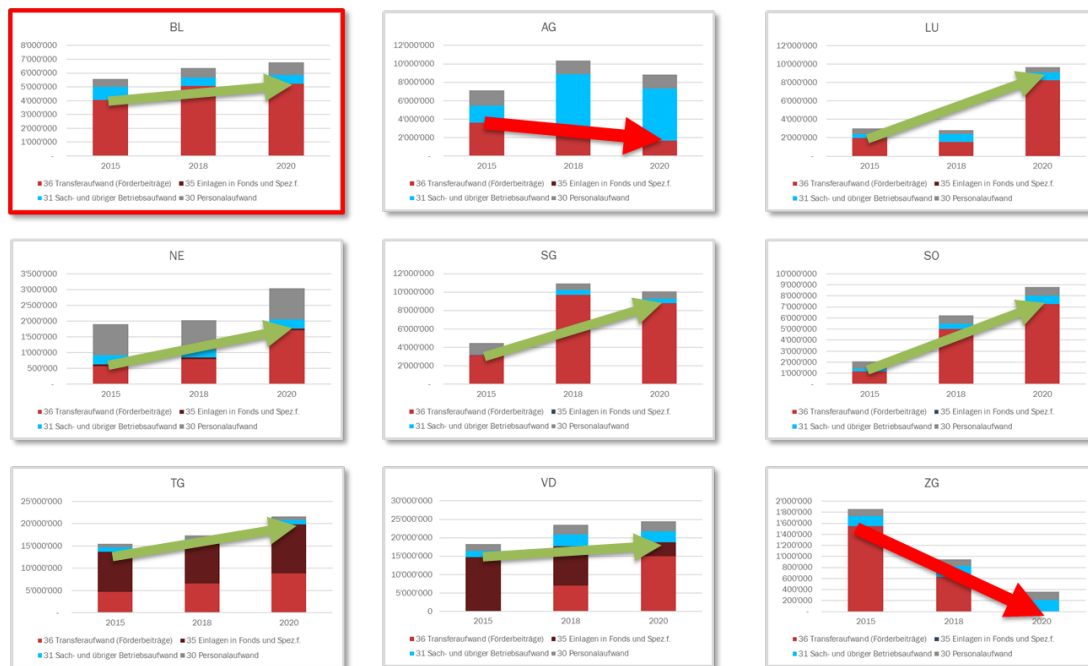 BL
8'000'000
7'000'000
6'000'000
5'000'000
4'000'000
3'000'000
2'000'000
1'000'000
-
2015 2018 2020
36 Transferaufwand (Förderbeiträge) 35 Einlagen in Fonds und Spez.f.
31 Sach- und übriger Betriebsaufwand 30 Personalaufwand
AG
12'000'000
10'000'000
8'000'000
6'000'000
4'000'000
2'000'000
-
2015 2018 2020
36 Transferaufwand (Förderbeiträge) 35 Einlagen in Fonds und Spez.f.
31 Sach- und übriger Betriebsaufwand 30 Personalaufwand
LU
12'000'000
10'000'000
8'000'000
6'000'000
4'000'000
2'000'000
-
2015 2018 2020
36 Transferaufwand (Förderbeiträge) 35 Einlagen in Fonds und Spez.f.
31 Sach- und übriger Betriebsaufwand 30 Personalaufwand
NE
3'500'000
3'000'000
2'500'000
2'000'000
1'500'000
1'000'000
500'000
-
2015 2018 2020
36 Transferaufwand (Förderbeiträge) 35 Einlagen in Fonds und Spez.f.
31 Sach- und übriger Betriebsaufwand 30 Personalaufwand
SG
12'000'000
10'000'000
8'000'000
6'000'000
4'000'000
2'000'000
-
2015 2018 2020
36 Transferaufwand (Förderbeiträge) 35 Einlagen in Fonds und Spez.f.
31 Sach- und übriger Betriebsaufwand 30 Personalaufwand
SO
10'000'000
9'000'000
8'000'000
7'000'000
6'000'000
5'000'000
4'000'000
3'000'000
2'000'000
1'000'000
-
2015 2018 2020
36 Transferaufwand (Förderbeiträge) 35 Einlagen in Fonds und Spez.f.
31 Sach- und übriger Betriebsaufwand 30 Personalaufwand
TG
25'000'000
20'000'000
15'000'000
10'000'000
5'000'000
-
2015 2018 2020
36 Transferaufwand (Förderbeiträge) 35 Einlagen in Fonds und Spez.f.
31 Sach- und übriger Betriebsaufwand 30 Personalaufwand
VD
30'000'000
25'000'000
20'000'000
15'000'000
10'000'000
5'000'000
0
2015 2018 2020
36 Transferaufwand (Förderbeiträge) 35 Einlagen in Fonds und Spez.f.
31 Sach- und übriger Betriebsaufwand 30 Personalaufwand
ZG
2'000'000
1'800'000
1'600'000
1'400'000
1'200'000
1'000'000
800'000
600'000
400'000
200'000
-
2015 2018 2020
36 Transferaufwand (Förderbeiträge) 35 Einlagen in Fonds und Spez.f.
31 Sach- und übriger Betriebsaufwand 30 Personalaufwand